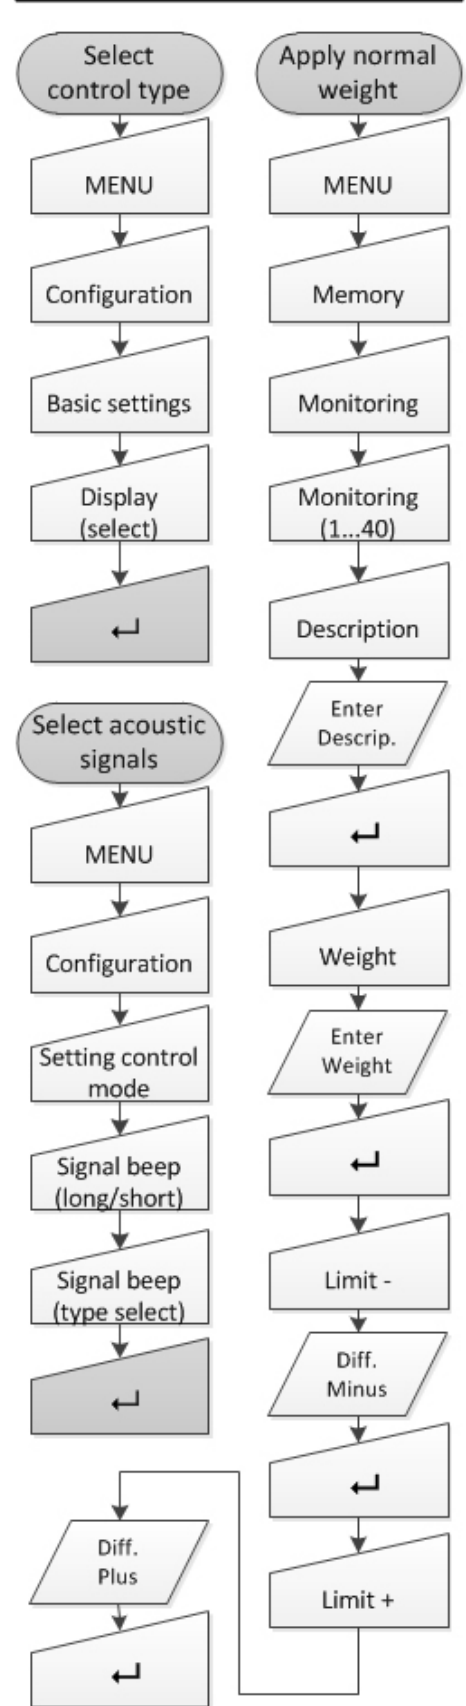 Select
control type
MENU
Configuration
Basic settings
Display
(select)
↵
Select acoustic
signals
MENU
Configuration
Setting control
mode
Signal beep
(long/short)
Signal beep
(type select)
↵
Apply normal
weight
MENU
Memory
Monitoring
Monitoring
(1...40)
Description
Enter
Descrip.
↵
Weight
Enter
Weight
↵
Limit -
Diff.
Minus
↵
Limit +
Diff.
Plus
↵